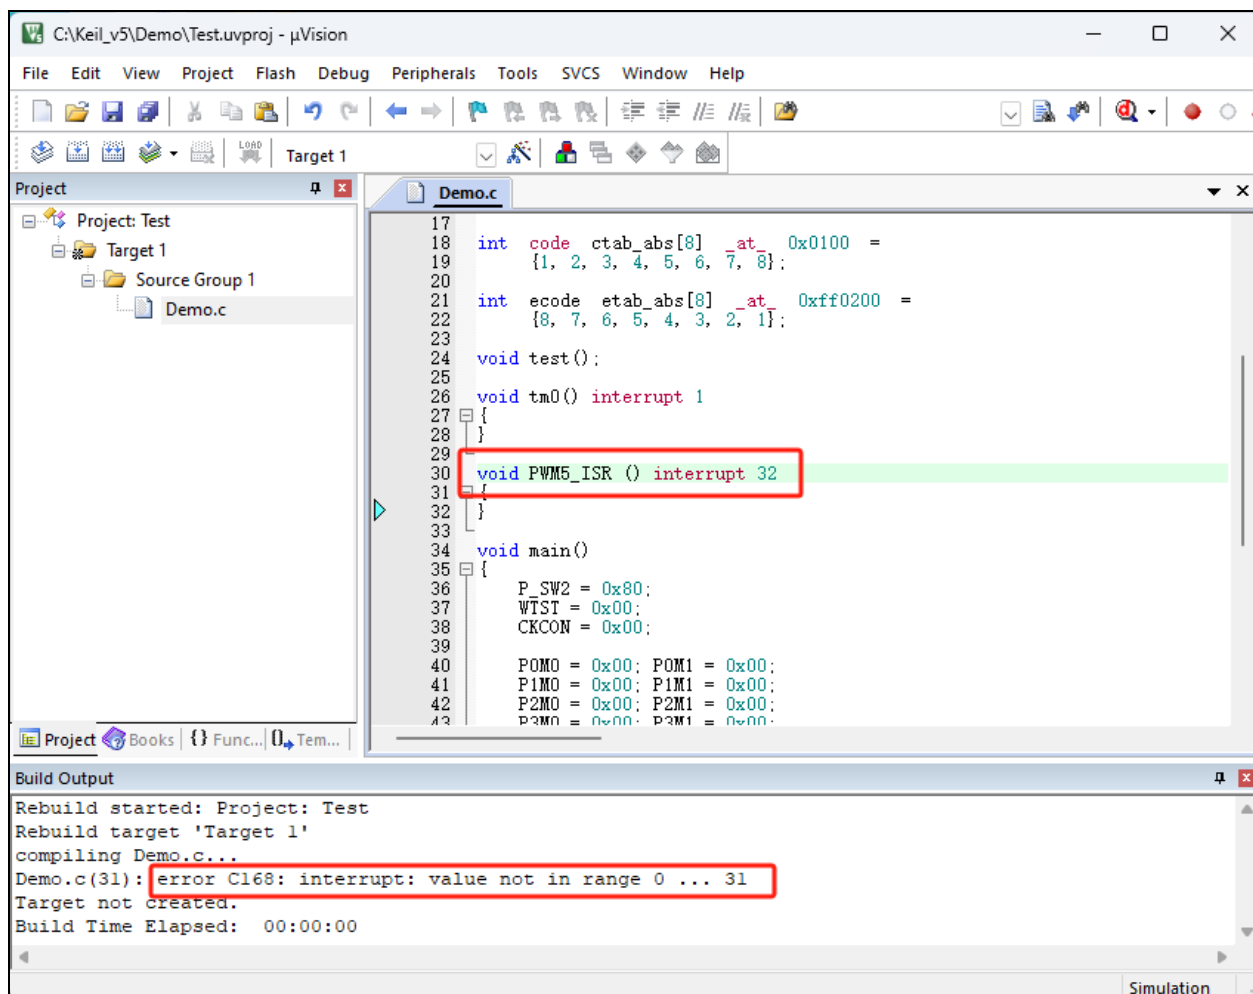 C:\Keil_v5\Demo\Test.uvproj - µVision
File Edit View Project Flash Debug Peripherals Tools SVCS Window Help
LOAD
Target 1
Project
Project: Test
Target 1
Source Group 1
Demo.c
Demo.c
17
18 int code ctab_abs[8] _at_ 0x0100 =
19 {1, 2, 3, 4, 5, 6, 7, 8};
20
21 int ecode etab_abs[8] _at_ 0xff0200 =
22 {8, 7, 6, 5, 4, 3, 2, 1};
23
24 void test();
25
26 void tm0() interrupt 1
27 {
28 }
29
30 void PWM5_ISR () interrupt 32
31 {
32 }
33
34 void main()
35 {
36 P_SW2 = 0x80;
37 WTST = 0x00;
38 CKCON = 0x00;
39
40 P0M0 = 0x00; P0M1 = 0x00;
41 P1M0 = 0x00; P1M1 = 0x00;
42 P2M0 = 0x00; P2M1 = 0x00;
43 P3M0 = 0x00; P3M1 = 0x00;
Project Books {} Func... 0 Tem...
Build Output
Rebuild started: Project: Test
Rebuild target 'Target 1'
compiling Demo.c...
Demo.c(31): error C168: interrupt: value not in range 0 ... 31
Target not created.
Build Time Elapsed: 00:00:00
Simulation